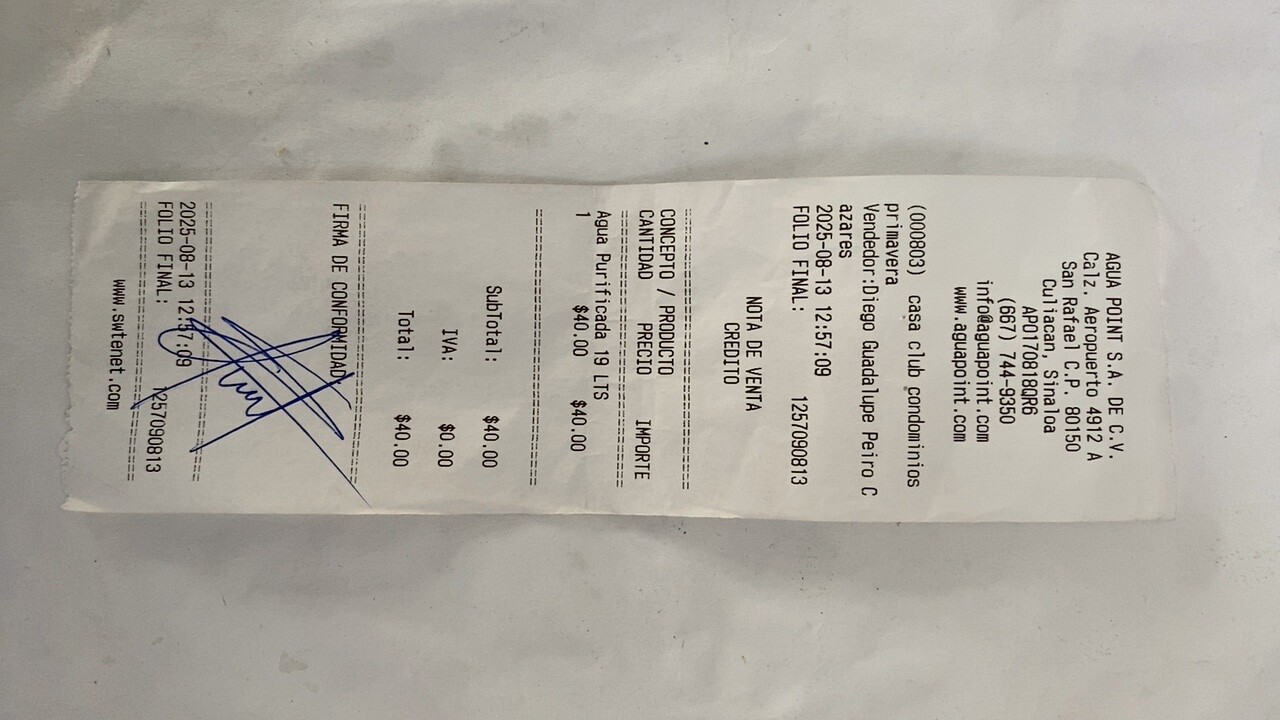 AGUA POINT S.A. DE C.V.
Calz. Aeropuerto 4912 A
San Rafael C.P. 80150
Culiacan, Sinaloa
APO170818QR6
(667) 744-9350
info@aguapoint.com
www.aguapoint.com
(000803) casa club condominios
primavera
Vendedor:Diego Guadalupe Peiro C
azares
2025-08-13 12:57:09
FOLIO FINAL: 1257090813
NOTA DE VENTA
CREDITO
CONCEPTO / PRODUCTO
CANTIDAD PRECIO IMPORTE
Agua Purificada 19 LTS
1 $40.00 $40.00
SubTotal: $40.00
IVA: $0.00
Total: $40.00
FIRMA DE CONFORMIDAD.
2025-08-13 12:57:09
FOLIO FINAL: 1257090813
www.swtenet.com